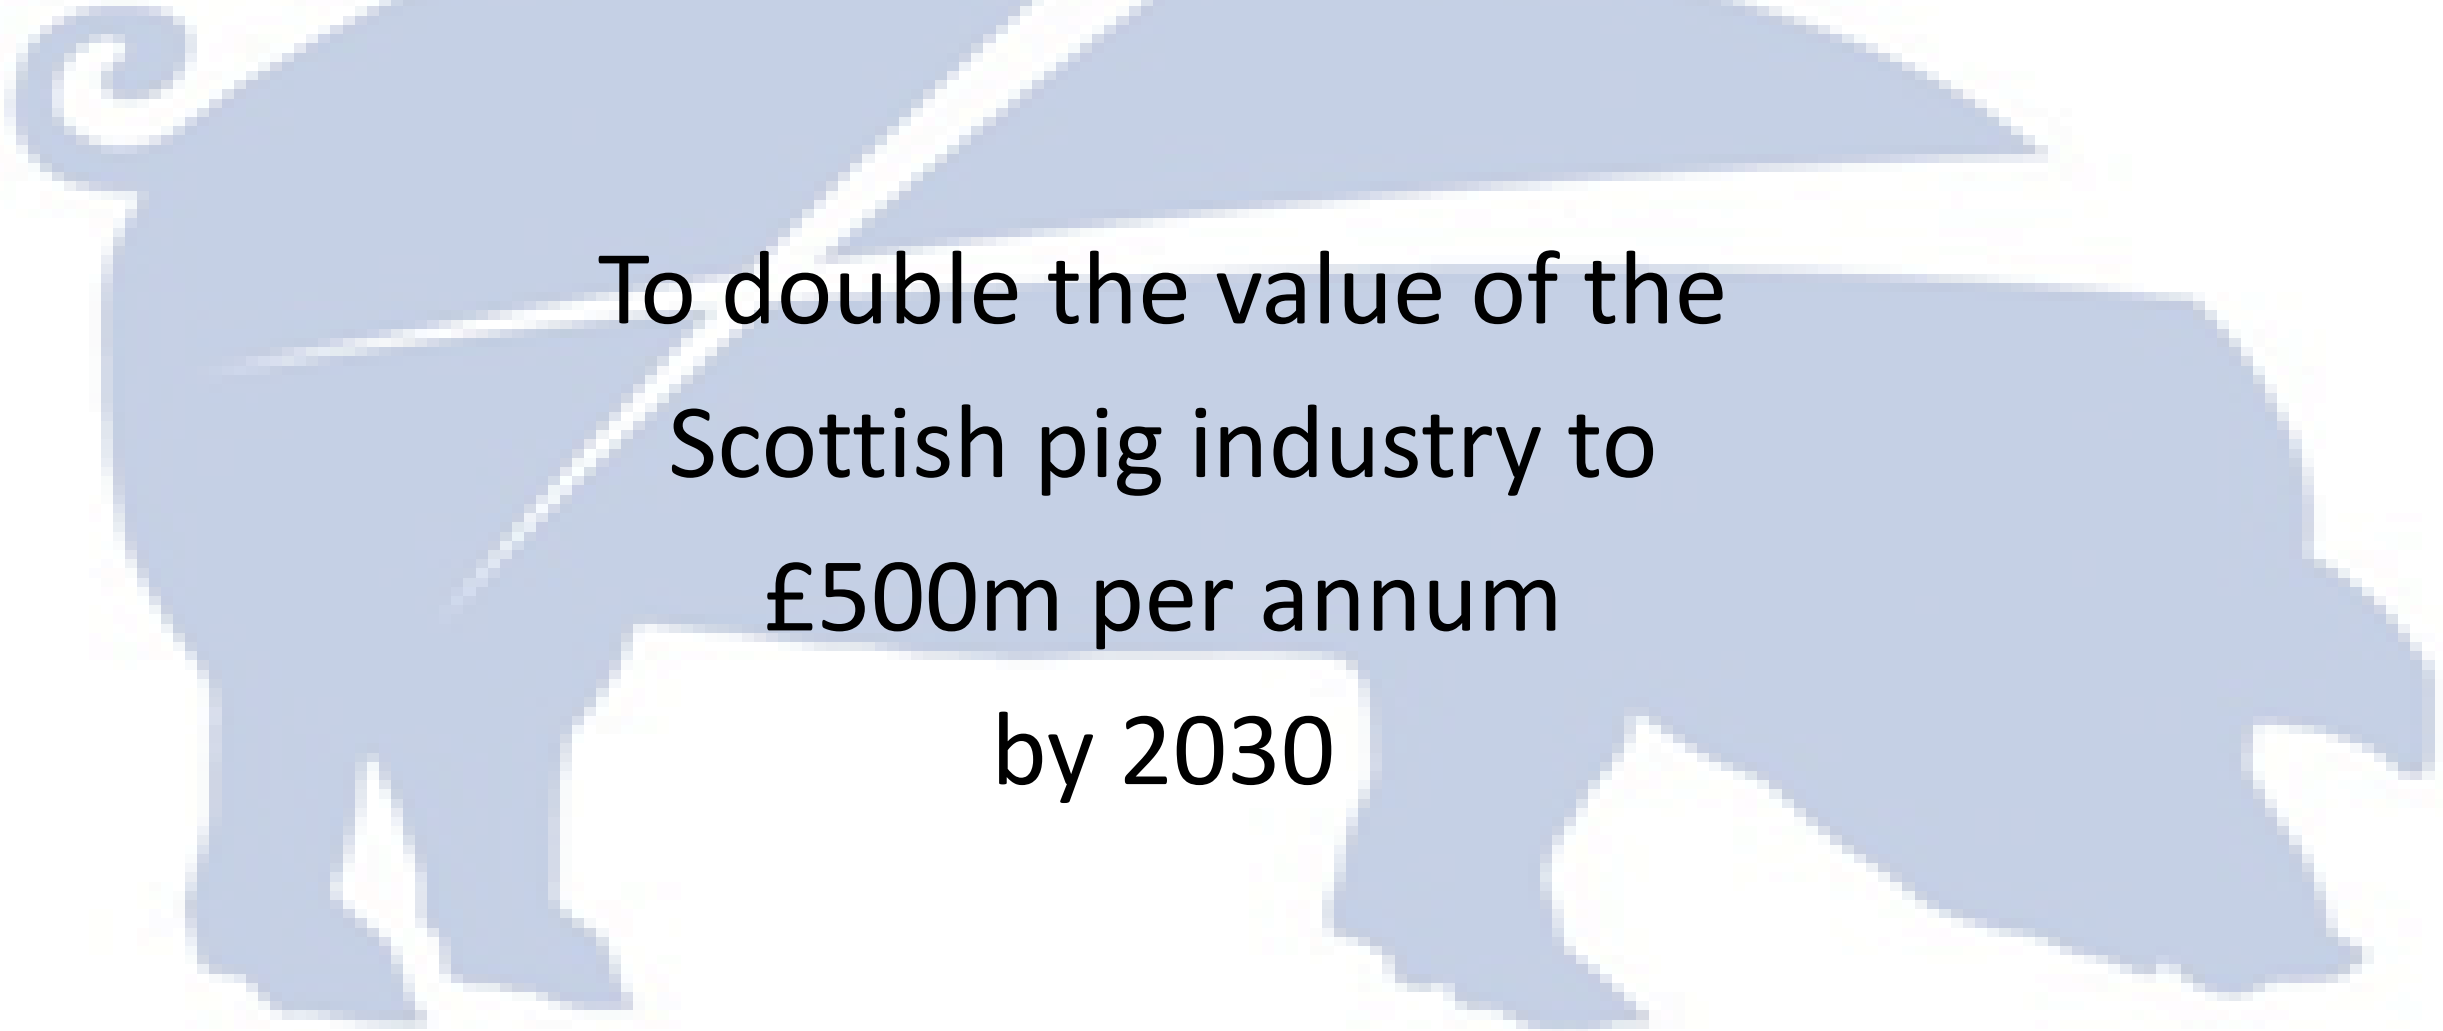 To double the value of the
Scottish pig industry to
£500m per annum
by 2030